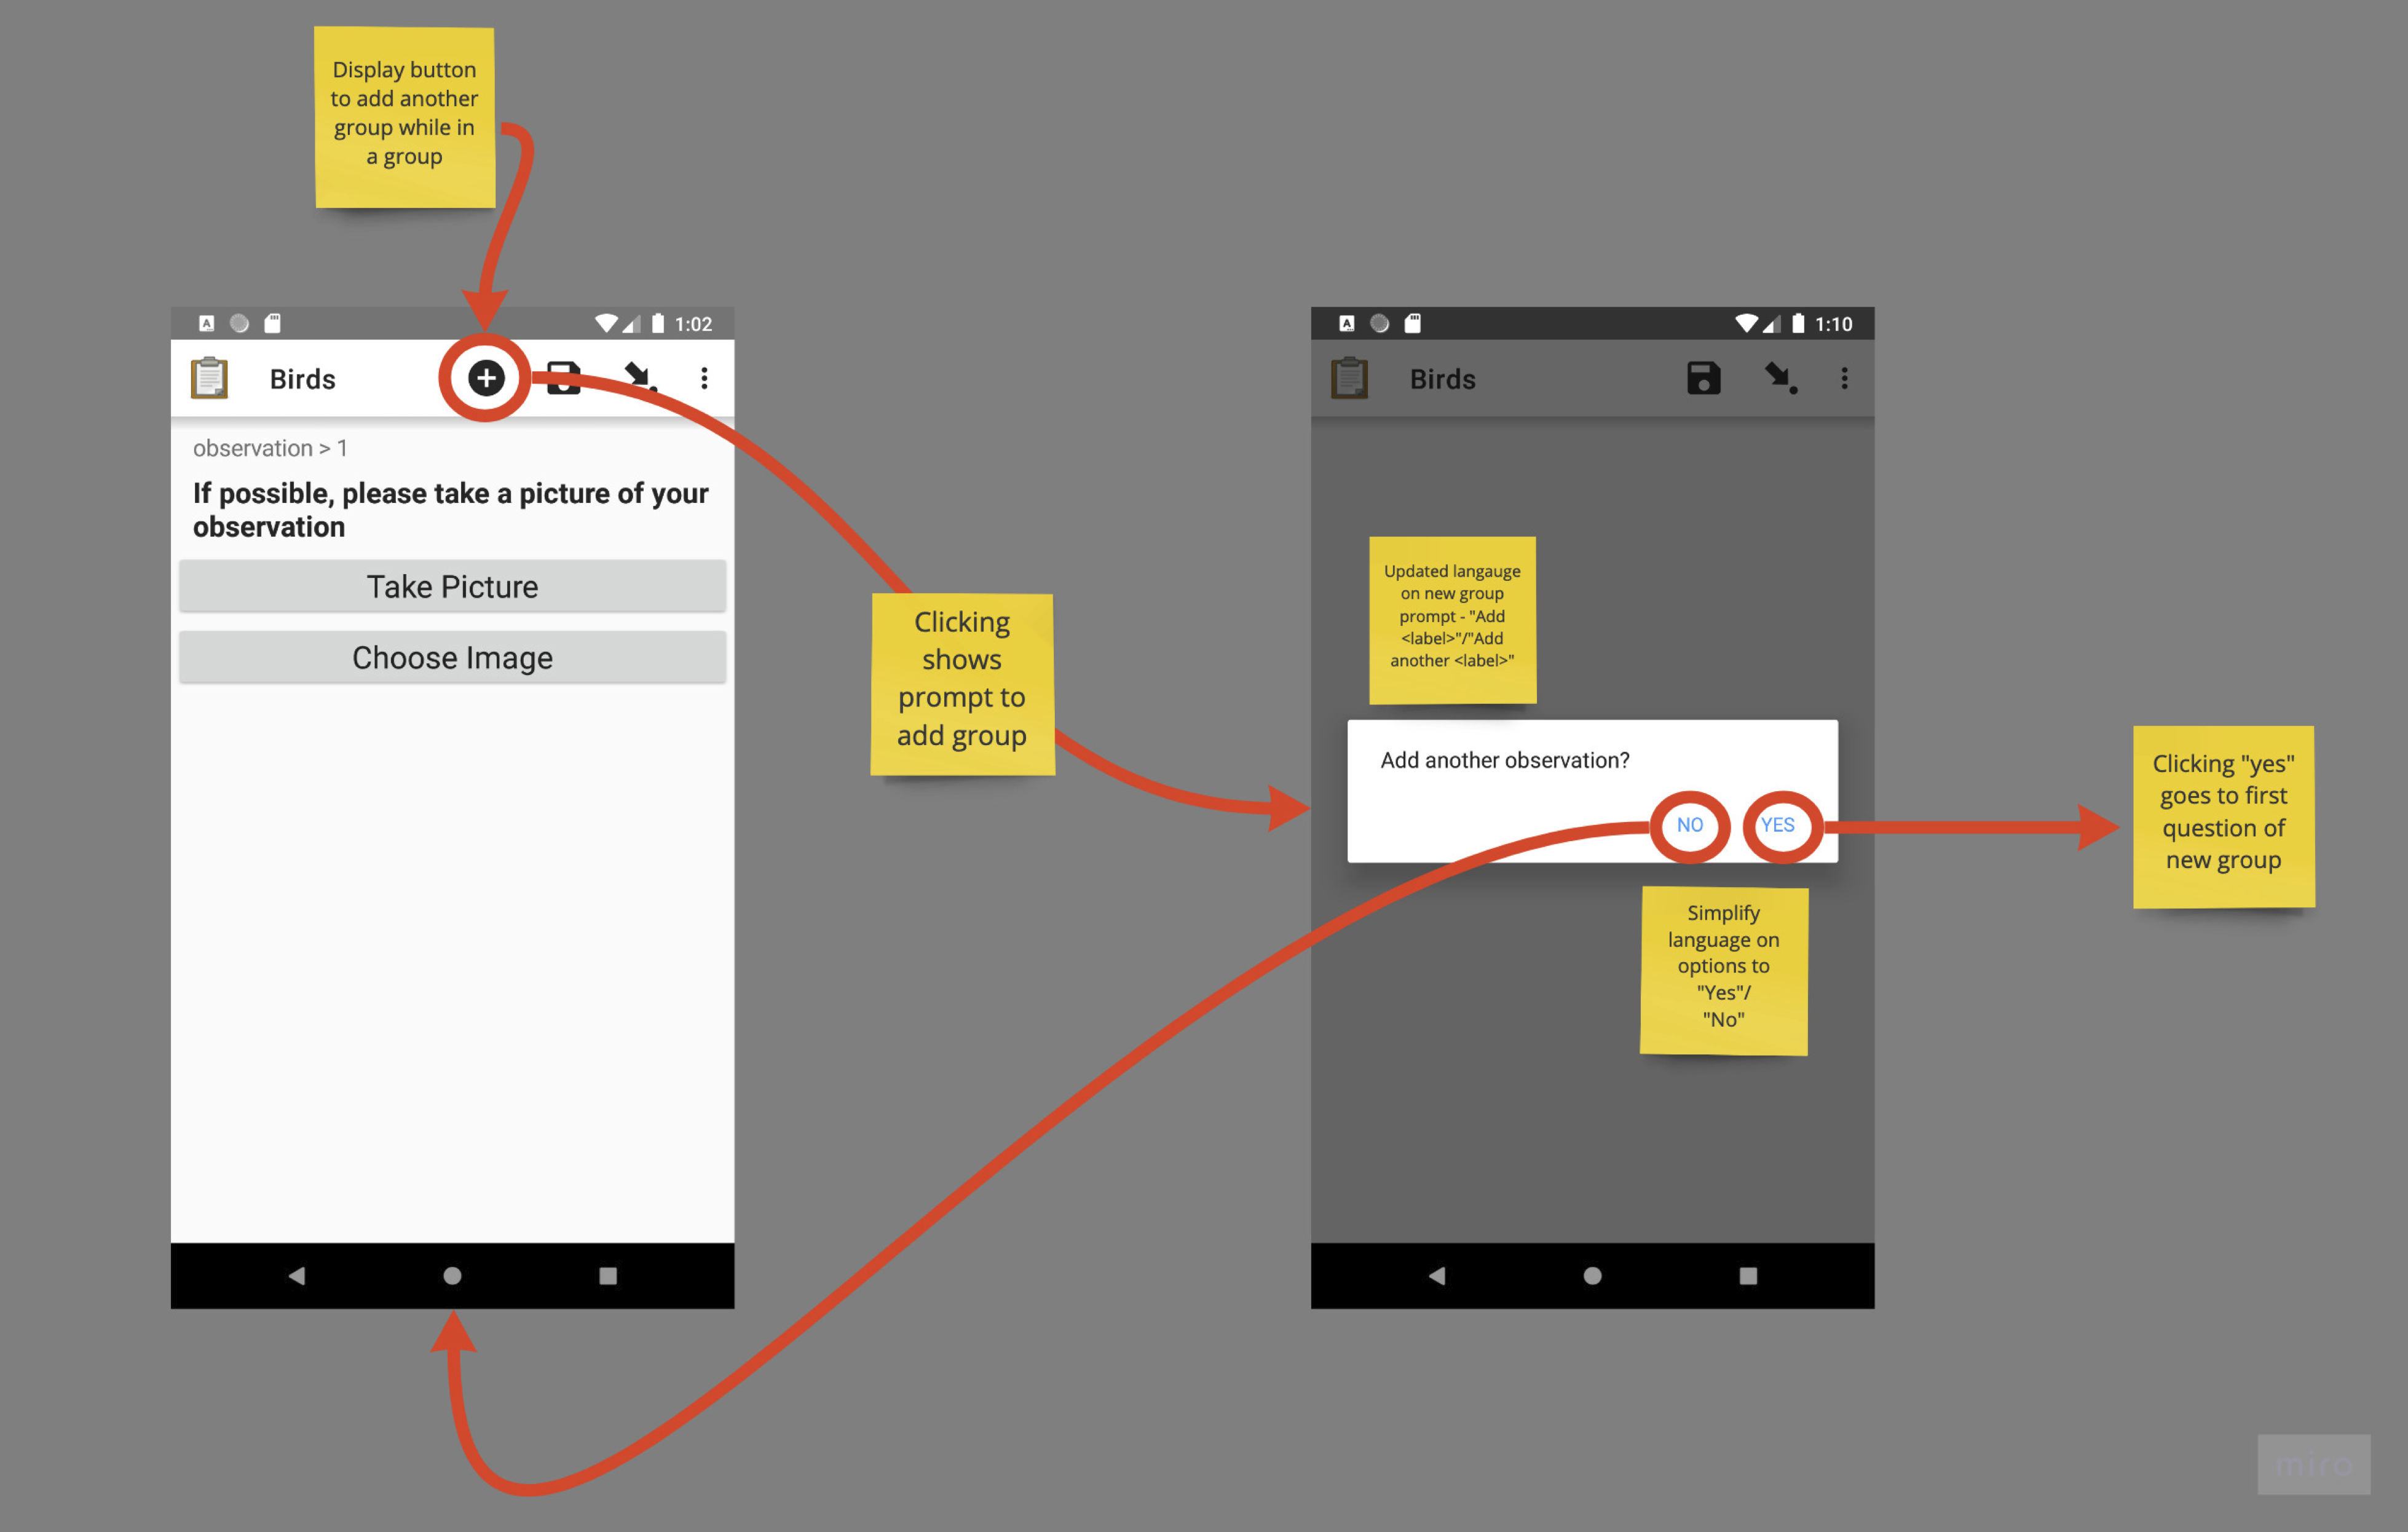 Display button
to add another
group while in
a group
1:02
Birds
observation > 1
If possible, please take a picture of your
observation
Take Picture
Choose Image
Clicking
shows
prompt to
add group
1:10
Birds
Updated langauge
on new group
prompt - "Add
<label>"/"Add
another <label>"
Add another observation?
NO
YES
Simplify
language on
options to
"Yes"/
"No"
Clicking "yes"
goes to first
question of
new group
miro